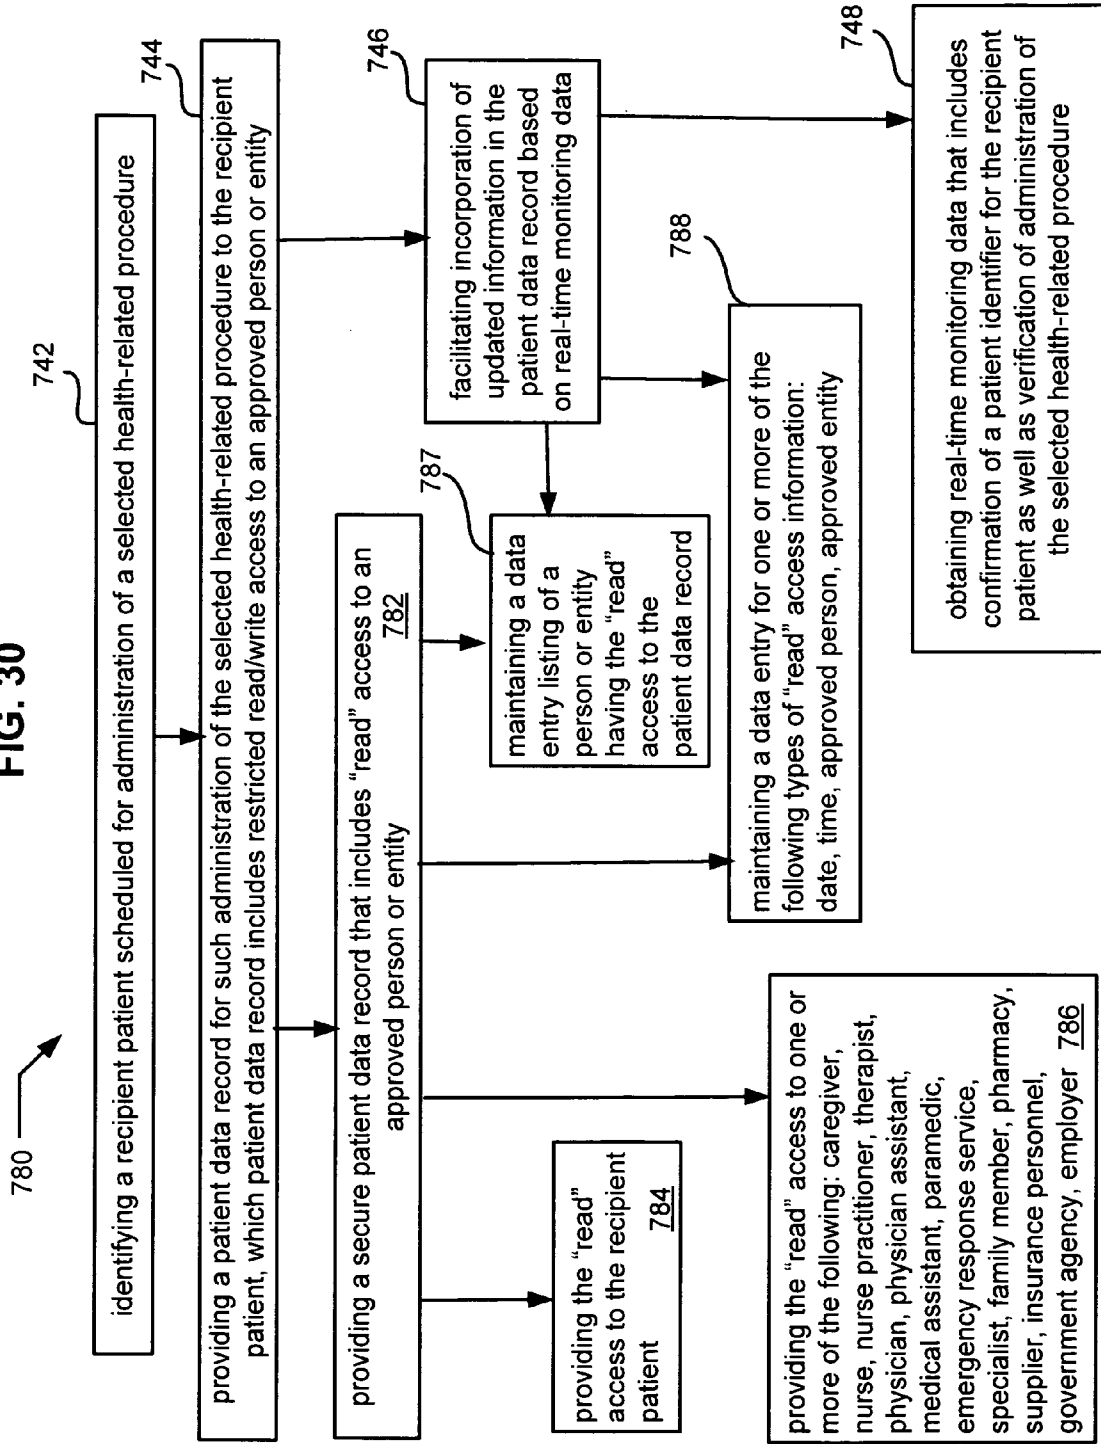 FIG. 30
780
742
identifying a recipient patient scheduled for administration of a selected health-related procedure
744
providing a patient data record for such administration of the selected health-related procedure to the recipient
patient, which patient data record includes restricted read/write access to an approved person or entity
providing a secure patient data record that includes “read” access to an
approved person or entity
782
746
facilitating incorporation of
updated information in the
patient data record based
on real-time monitoring data
providing the “read”
access to the recipient
patient
784
787
maintaining a data
entry listing of a
person or entity
having the “read”
access to the
patient data record
788
maintaining a data entry for one or more of the
following types of “read” access information:
date, time, approved person, approved entity
providing the “read” access to one or
more of the following: caregiver,
nurse, nurse practitioner, therapist,
physician, physician assistant,
medical assistant, paramedic,
emergency response service,
specialist, family member, pharmacy,
supplier, insurance personnel,
government agency, employer 786
748
obtaining real-time monitoring data that includes
confirmation of a patient identifier for the recipient
patient as well as verification of administration of
the selected health-related procedure